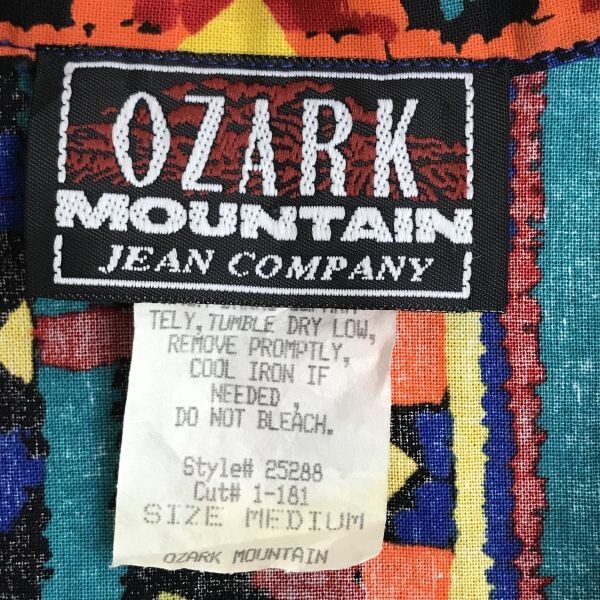 OZARK
MOUNTAIN
JEAN COMPANY
TELY, TUMBLE DRY LOW,
REMOVE PROMPTLY,
COOL IRON IF
NEEDED,
DO NOT BLEACH.
Style# 25288
Cut# 1-181
SIZE MEDIUM
OZARK MOUNTAIN